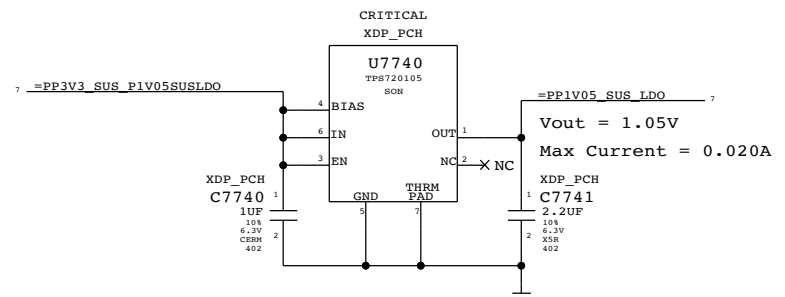 CRITICAL
XDP_PCH
U7740
TPS720105
SON
7 =PP3V3_SUS_P1V05SUSLDO
=PP1V05_SUS_LDO 7
4 BIAS
6 IN
3 EN
OUT 1
NC 2 NC
GND
5
THRM
PAD
7
Vout = 1.05V
Max Current = 0.020A
XDP_PCH
C7740 1
1UF
10%
6.3V
CERM
402
2
XDP_PCH
1 C7741
2.2UF
10%
6.3V
X5R
402
2